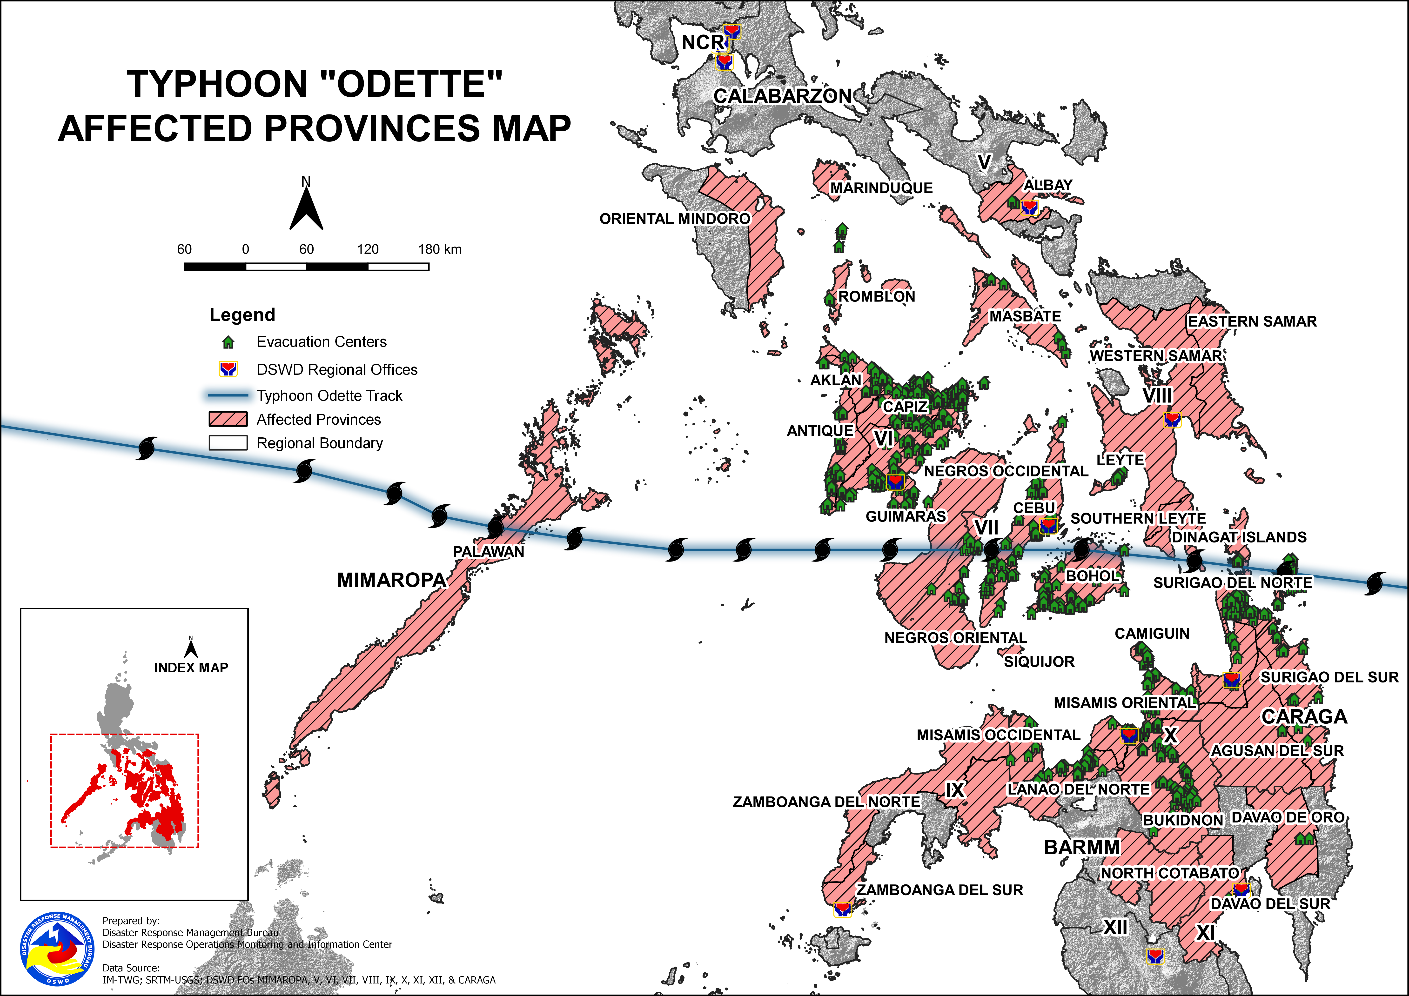 TYPHOON "ODETTE"
AFFECTED PROVINCES MAP
N
60 0 60 120 180 km
Legend
Evacuation Centers
DSWD Regional Offices
Typhoon Odette Track
Affected Provinces
Regional Boundary
NCR
CALABARZON
V
ALBAY
MARINDUQUE
ORIENTAL MINDORO
ROMBLON
MASBATE
EASTERN SAMAR
WESTERN SAMAR
AKLAN
VIII
CAPIZ
ANTIQUE
VI
LEYTE
NEGROS OCCIDENTAL
GUIMARAS
CEBU
VII
SOUTHERN LEYTE
DINAGAT ISLANDS
PALAWAN
MIMAROPA
BOHOL
SURIGAO DEL NORTE
NEGROS ORIENTAL
CAMIGUIN
SIQUIJOR
SURIGAO DEL SUR
MISAMIS ORIENTAL
CARAGA
MISAMIS OCCIDENTAL
X
AGUSAN DEL SUR
IX
LANAO DEL NORTE
ZAMBOANGA DEL NORTE
BUKIDNON
DAVAO DE ORO
BARMM
NORTH COTABATO
ZAMBOANGA DEL SUR
DAVAO DEL SUR
XII
XI
N
INDEX MAP
DISASTER RESPONSE MANAGEMENT BUREAU
DSWD
Prepared by:
Disaster Response Management Bureau
Disaster Response Operations Monitoring and Information Center
Data Source:
IM-TWG; SRTM-USGS; DSWD FOs MIMAROPA, V, VI, VII, VIII, IX, X, XI, XII, & CARAGA